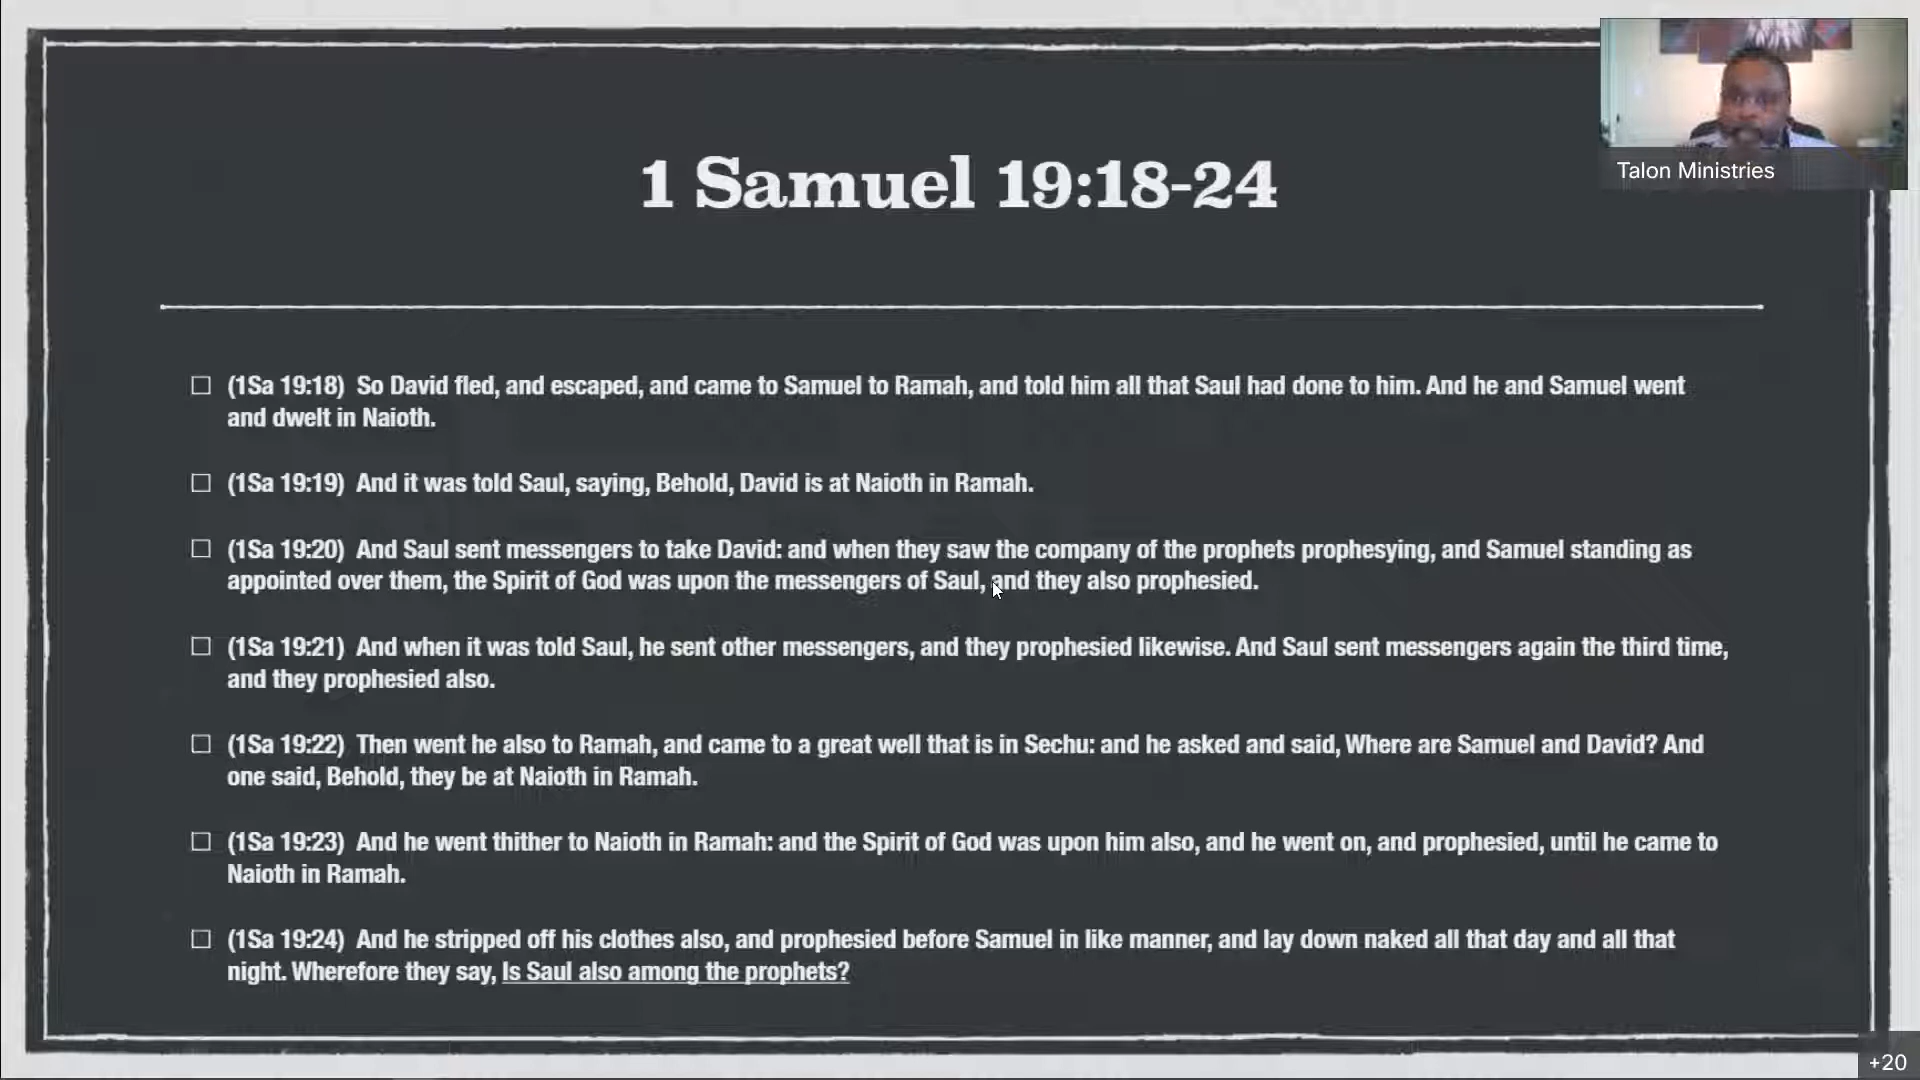 Talon Ministries
1 Samuel 19:18-24
(1Sa 19:18) So David fled, and escaped, and came to Samuel to Ramah, and told him all that Saul had done to him. And he and Samuel went
and dwelt in Naioth.
(1Sa 19:19) And it was told Saul, saying, Behold, David is at Naioth in Ramah.
(1Sa 19:20) And Saul sent messengers to take David: and when they saw the company of the prophets prophesying, and Samuel standing as
appointed over them, the Spirit of God was upon the messengers of Saul, and they also prophesied.
(1Sa 19:21) And when it was told Saul, he sent other messengers, and they prophesied likewise. And Saul sent messengers again the third time,
and they prophesied also.
(1Sa 19:22) Then went he also to Ramah, and came to a great well that is in Sechu: and he asked and said, Where are Samuel and David? And
one said, Behold, they be at Naioth in Ramah.
(1Sa 19:23) And he went thither to Naioth in Ramah: and the Spirit of God was upon him also, and he went on, and prophesied, until he came to
Naioth in Ramah.
(1Sa 19:24) And he stripped off his clothes also, and prophesied before Samuel in like manner, and lay down naked all that day and all that
night. Wherefore they say, Is Saul also among the prophets?
+20